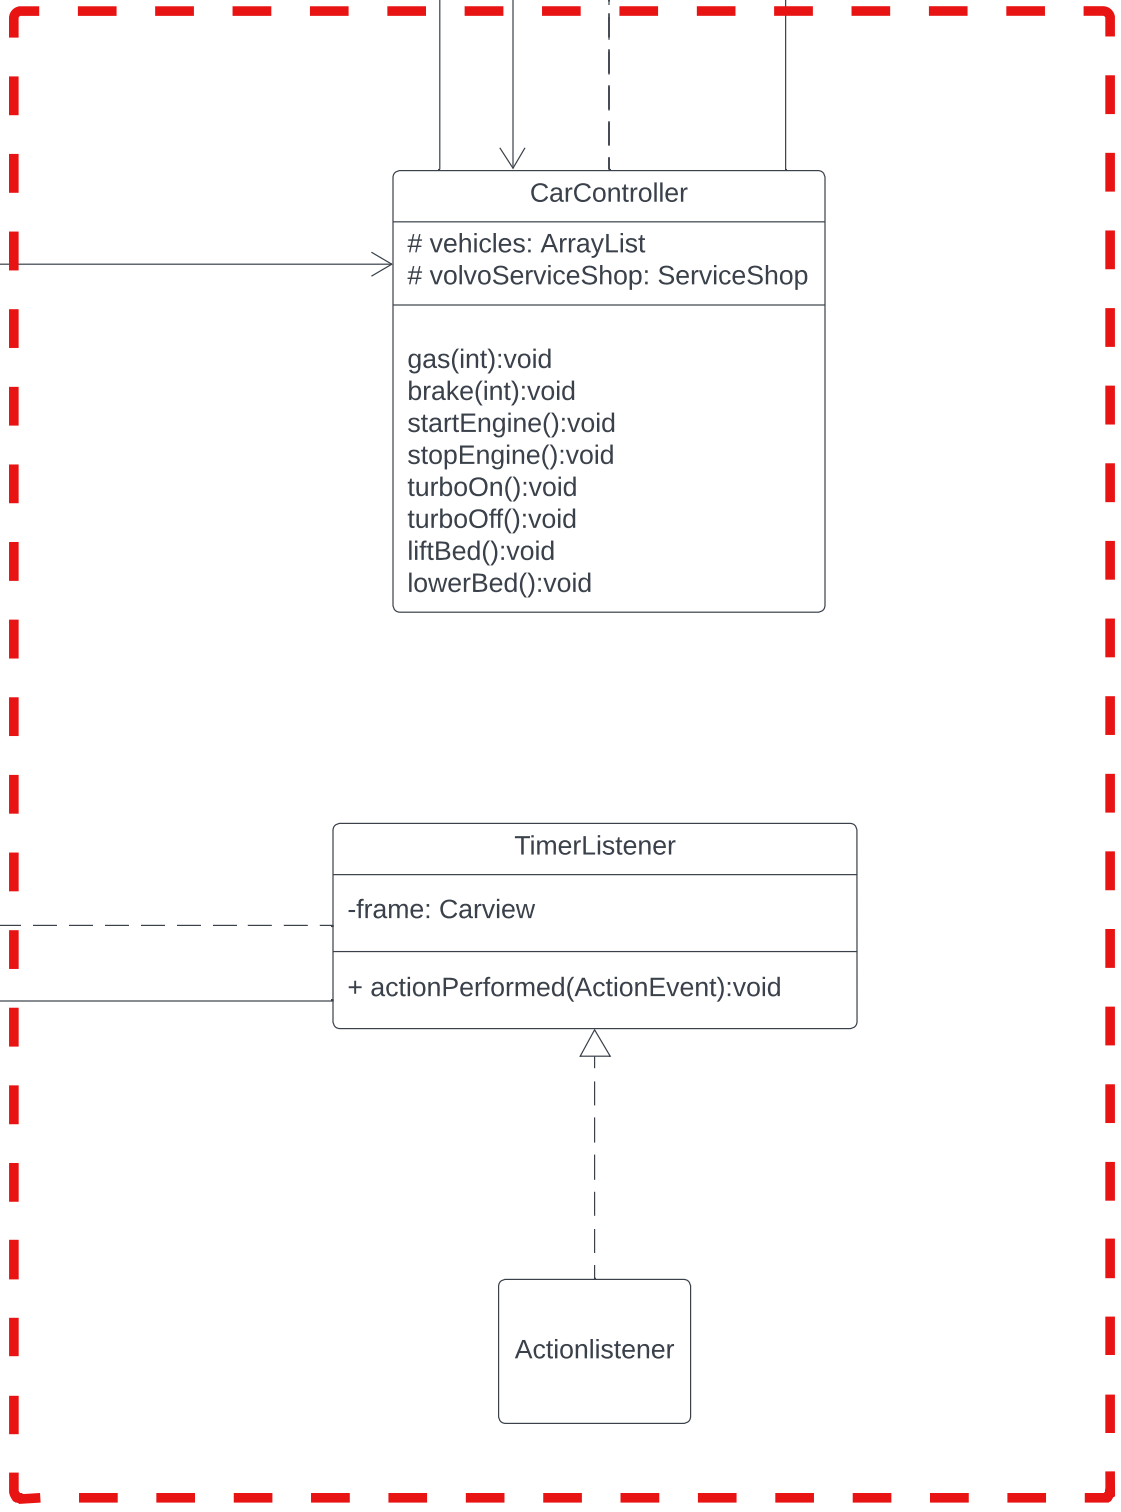 CarController
# vehicles: ArrayList
# volvoServiceShop: ServiceShop
gas(int):void
brake(int):void
startEngine():void
stopEngine():void
turboOn():void
turboOff():void
liftBed():void
lowerBed():void
TimerListener
-frame: Carview
+ actionPerformed(ActionEvent):void
Actionlistener